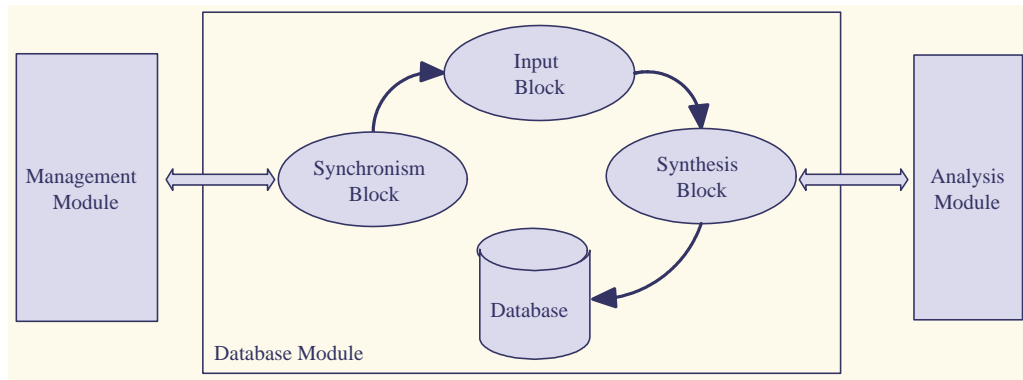 Input
Block
Synchronism
Block
Synthesis
Block
Management
Module
Analysis
Module
Database
Database Module